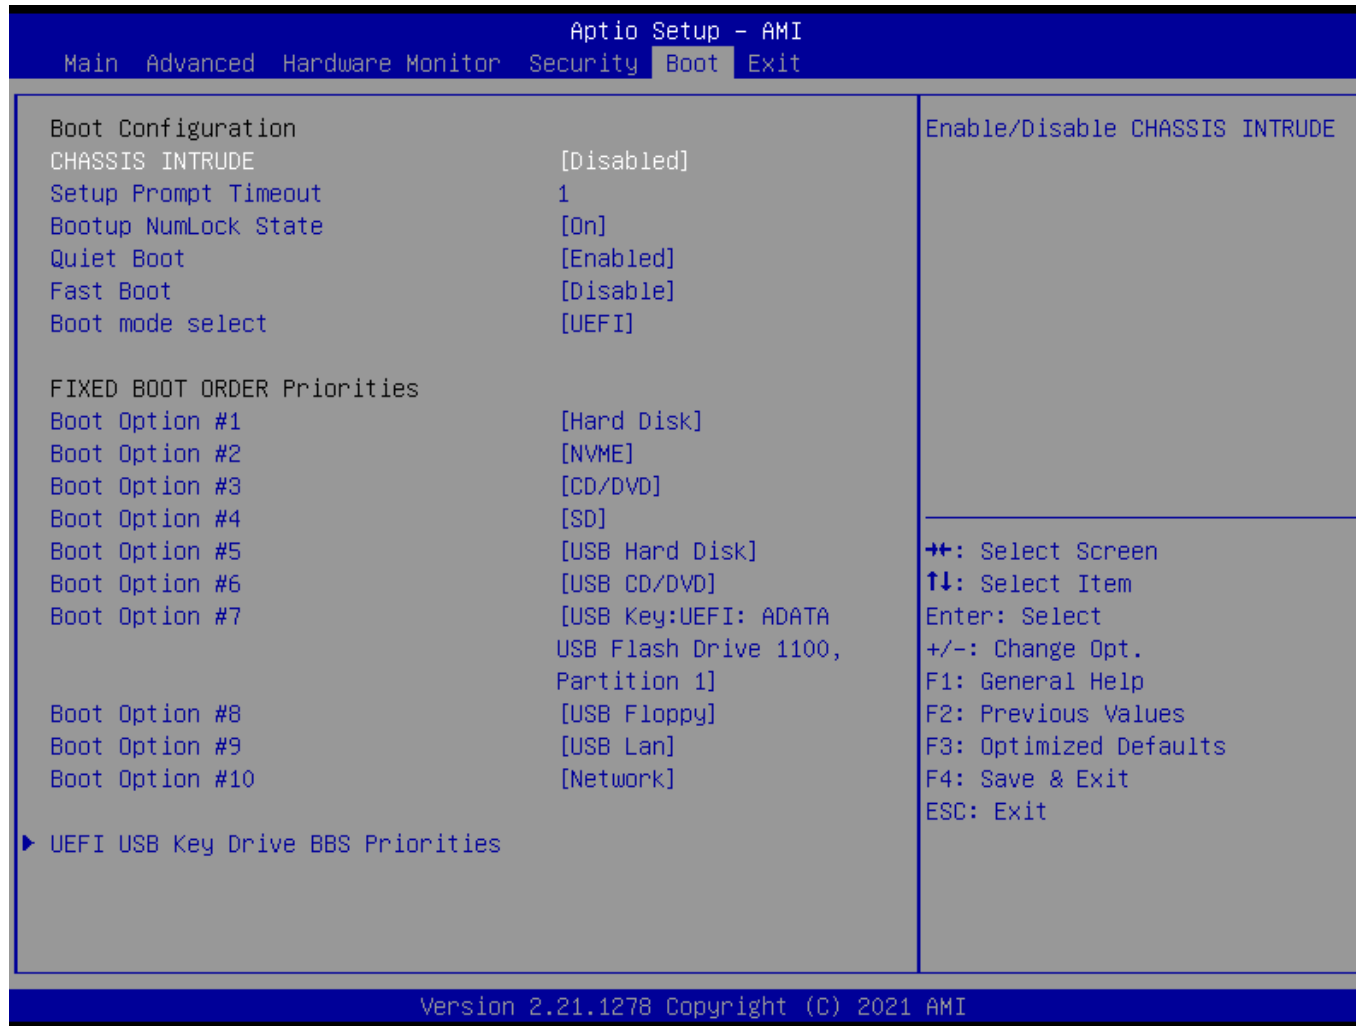 Aptio Setup – AMI
Main Advanced Hardware Monitor Security Boot Exit
Boot Configuration
CHASSIS INTRUDE [Disabled]
Setup Prompt Timeout 1
Bootup NumLock State [On]
Quiet Boot [Enabled]
Fast Boot [Disable]
Boot mode select [UEFI]
FIXED BOOT ORDER Priorities
Boot Option #1 [Hard Disk]
Boot Option #2 [NVME]
Boot Option #3 [CD/DVD]
Boot Option #4 [SD]
Boot Option #5 [USB Hard Disk]
Boot Option #6 [USB CD/DVD]
Boot Option #7 [USB Key:UEFI: ADATA
USB Flash Drive 1100,
Partition 1]
Boot Option #8 [USB Floppy]
Boot Option #9 [USB Lan]
Boot Option #10 [Network]
UEFI USB Key Drive BBS Priorities
Enable/Disable CHASSIS INTRUDE
→←: Select Screen
↑↓: Select Item
Enter: Select
+/-: Change Opt.
F1: General Help
F2: Previous Values
F3: Optimized Defaults
F4: Save & Exit
ESC: Exit
Version 2.21.1278 Copyright (C) 2021 AMI